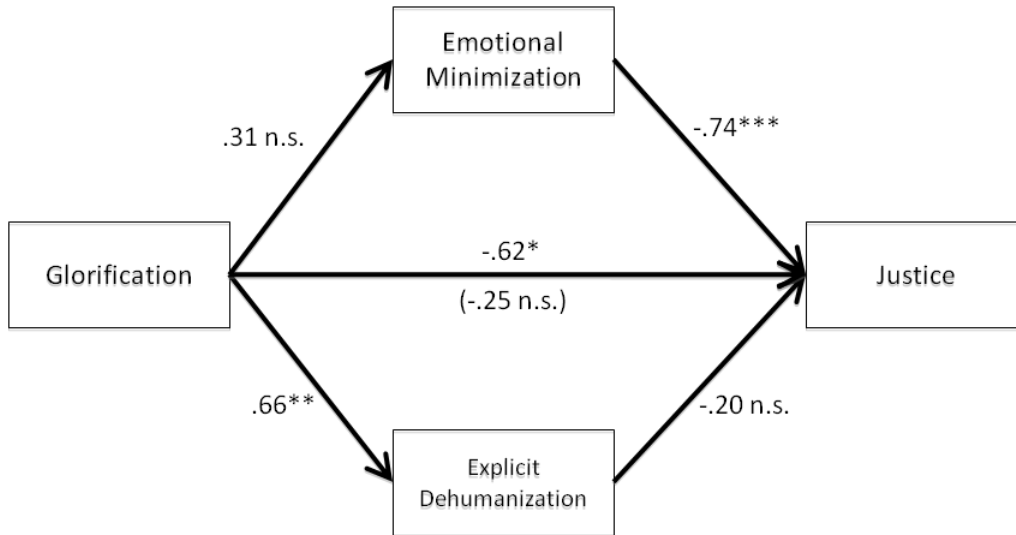 Emotional
Minimization
.31 n.s.
-.74***
Glorification
-.62*
(-.25 n.s.)
Justice
.66**
-.20 n.s.
Explicit
Dehumanization